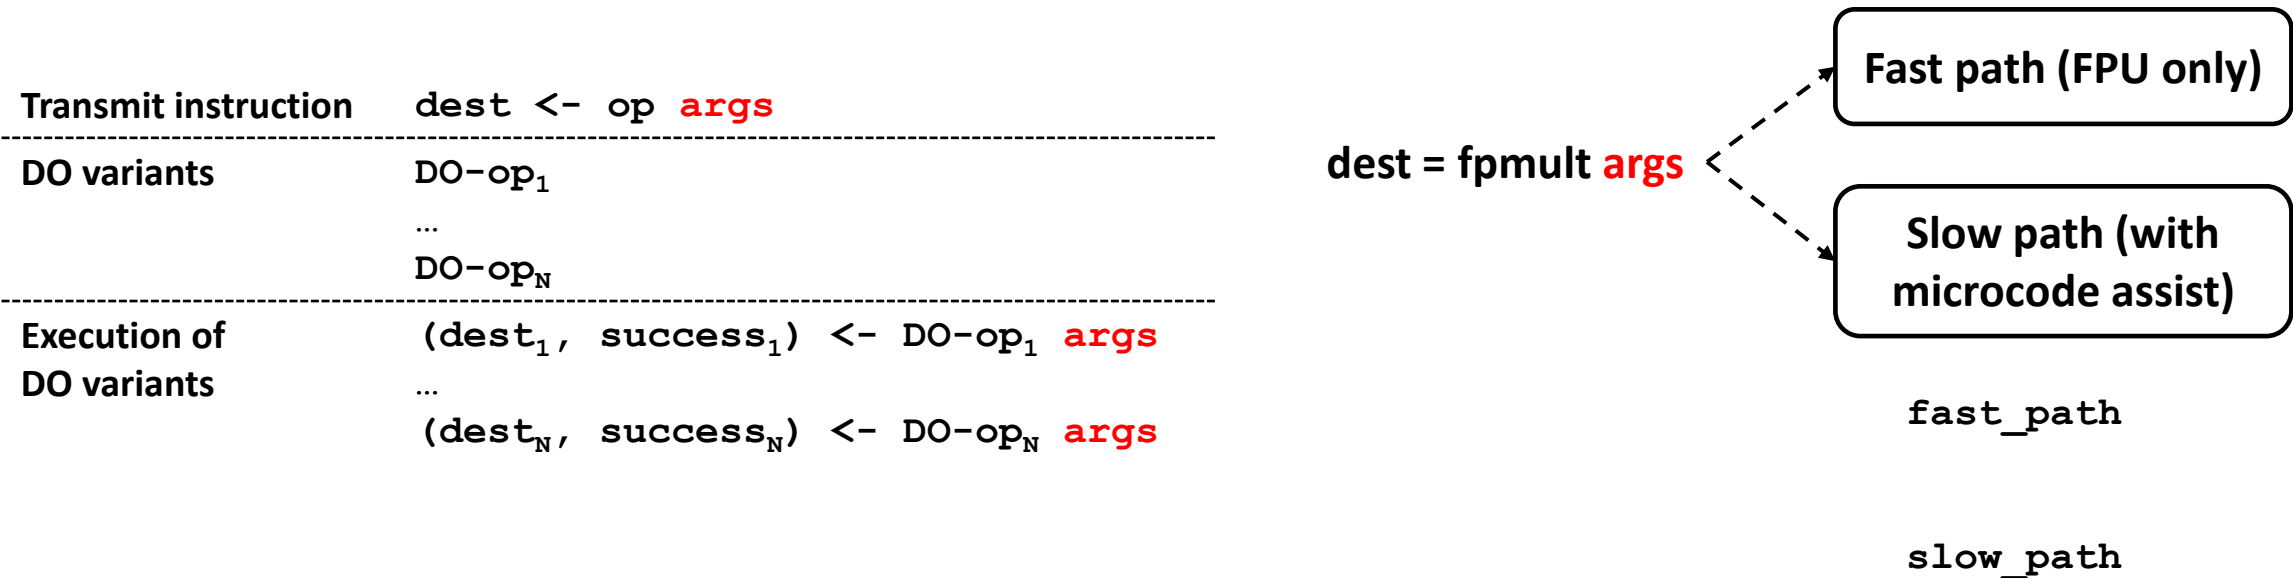 Transmit instruction dest <- op args
DO variants DO-op₁
…
DO-opN
Execution of (dest₁, success₁) <- DO-op₁ args
DO variants …
(destN, successN) <- DO-opN args
Fast path (FPU only)
dest = fpmult args
Slow path (with
microcode assist)
fast_path
slow_path